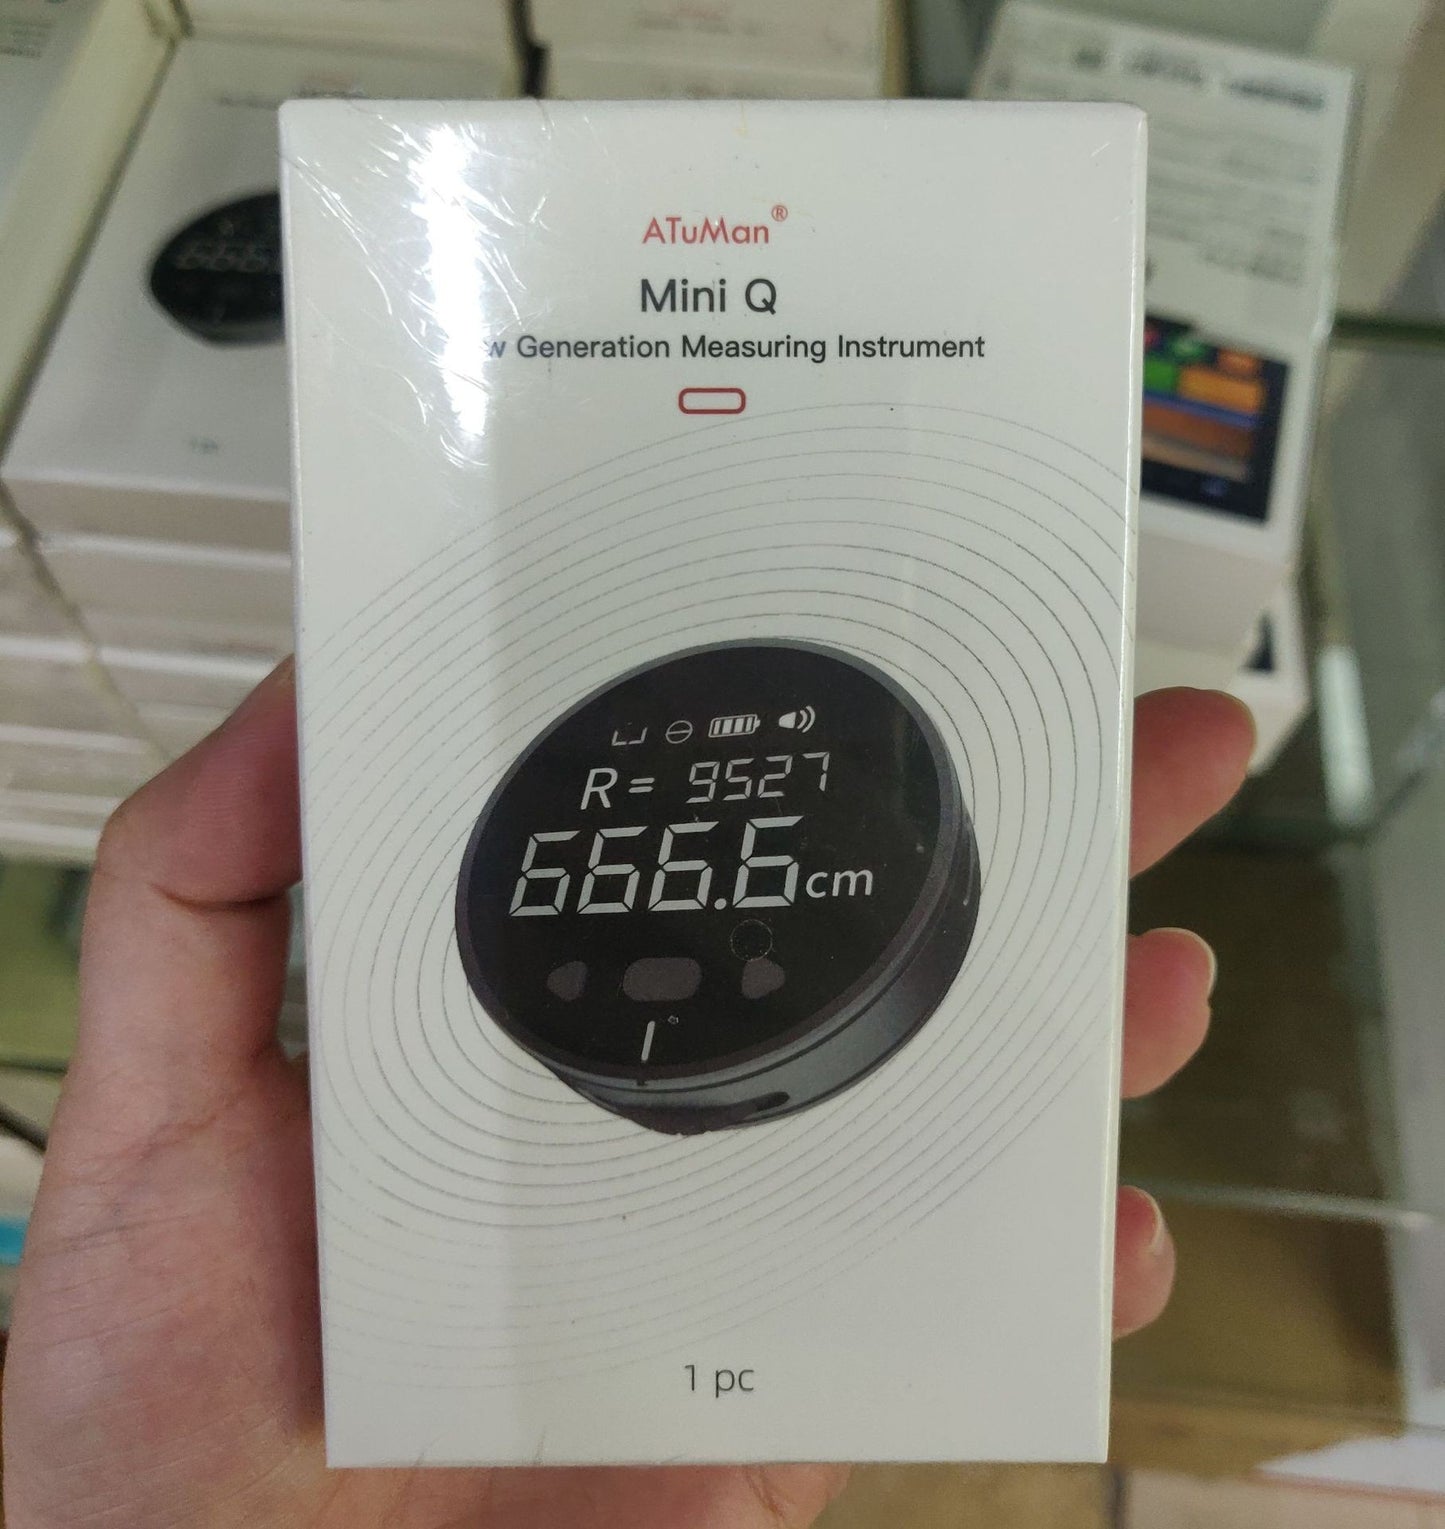 ATuMan®
Mini Q
Generation Measuring Instrument
R= 9527
666.6cm
1 pc